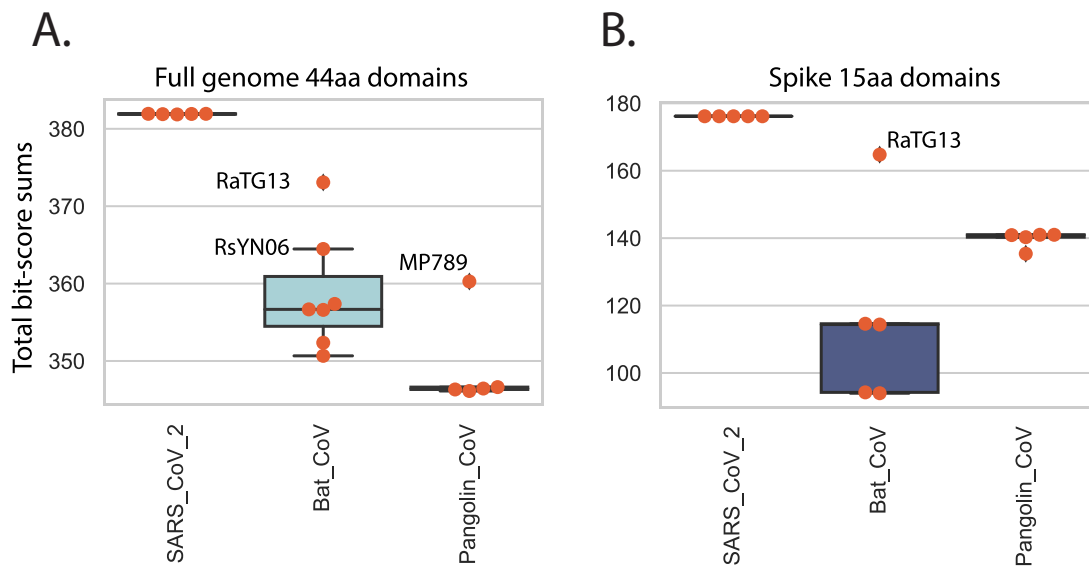 A.
Full genome 44aa domains
Total bit-score sums
380
370
360
350
RaTG13
RsYN06
MP789
SARS_CoV_2
Bat_CoV
Pangolin_CoV
B.
Spike 15aa domains
180
160
140
120
100
RaTG13
SARS_CoV_2
Bat_CoV
Pangolin_CoV